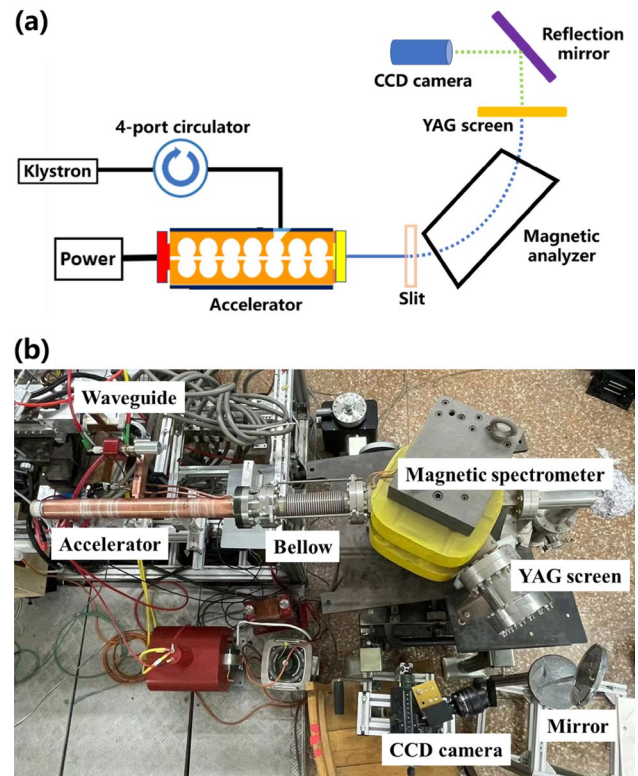 (a)
Reflection
mirror
CCD camera
YAG screen
4-port circulator
Klystron
Power
Accelerator
Slit
Magnetic
analyzer
(b)
Waveguide
Magnetic spectrometer
Accelerator
Bellow
YAG screen
Mirror
CCD camera